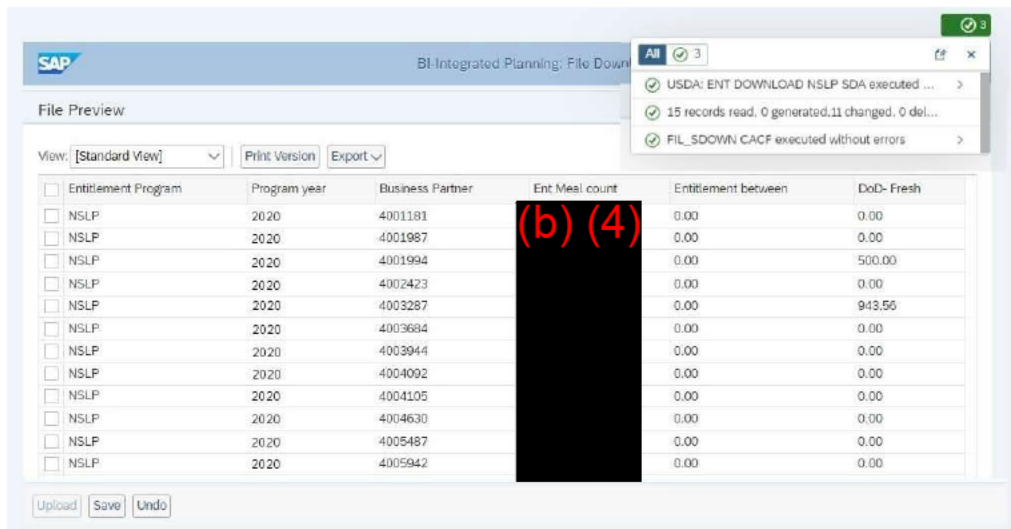 3
SAP BI-Integrated Planning: File Down
All 3
USDA: ENT DOWNLOAD NSLP SDA executed ...
15 records read, 0 generated,11 changed, 0 del...
FIL_SDOWN CACF executed without errors
File Preview
View: [Standard View] Print Version Export
Entitlement Program Program year Business Partner Ent Meal count Entitlement between DoD- Fresh
NSLP 2020 4001181 (b) (4) 0.00 0.00
NSLP 2020 4001987 0.00 0.00
NSLP 2020 4001994 0.00 500.00
NSLP 2020 4002423 0.00 0.00
NSLP 2020 4003287 0.00 943.56
NSLP 2020 4003684 0.00 0.00
NSLP 2020 4003944 0.00 0.00
NSLP 2020 4004092 0.00 0.00
NSLP 2020 4004105 0.00 0.00
NSLP 2020 4004630 0.00 0.00
NSLP 2020 4005487 0.00 0.00
NSLP 2020 4005942 0.00 0.00
Upload Save Undo